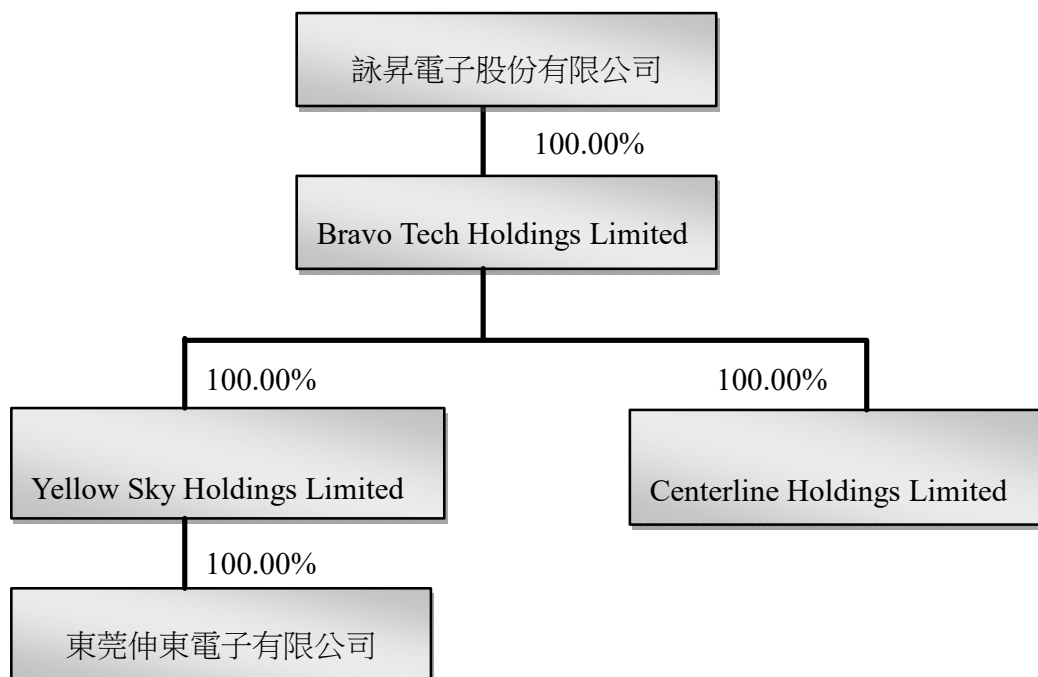 詠昇電子股份有限公司
100.00%
Bravo Tech Holdings Limited
100.00%
100.00%
Yellow Sky Holdings Limited
Centerline Holdings Limited
100.00%
東莞伸東電子有限公司